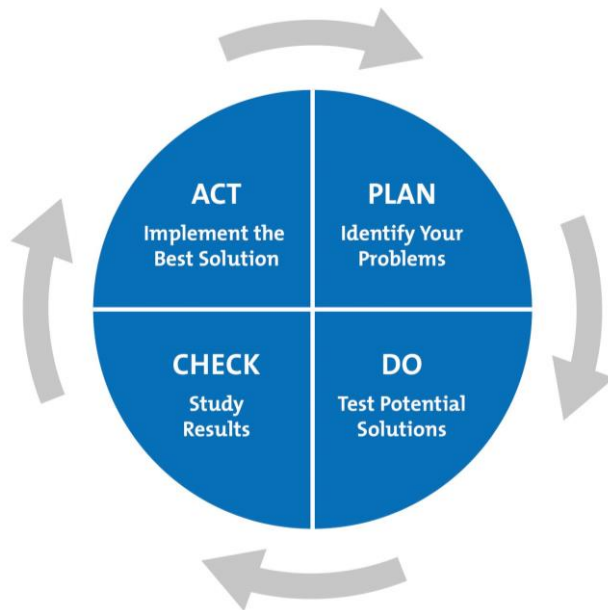 ACT
Implement the
Best Solution
PLAN
Identify Your
Problems
CHECK
Study
Results
DO
Test Potential
Solutions